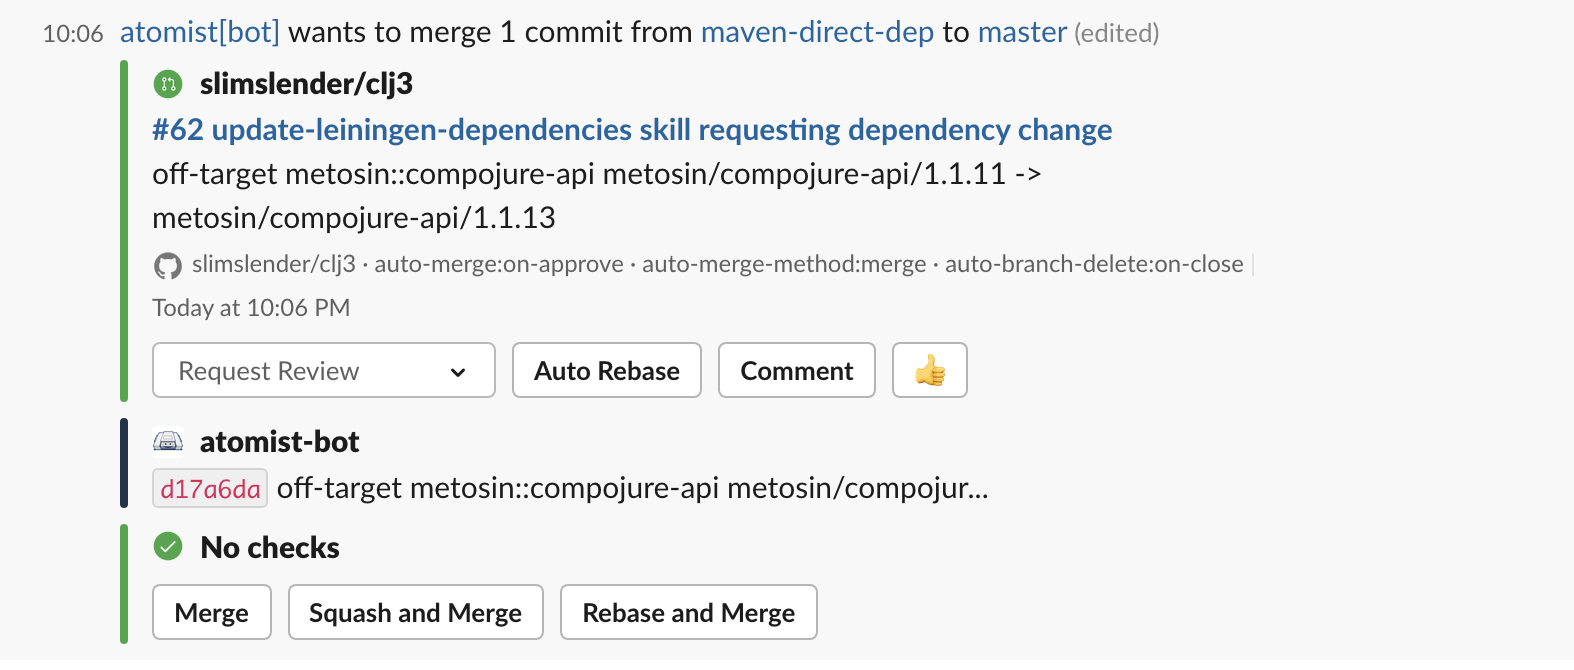 10:06 atomist[bot] wants to merge 1 commit from maven-direct-dep to master (edited)
slimslender/clj3
#62 update-leiningen-dependencies skill requesting dependency change
off-target metosin::compojure-api metosin/compojure-api/1.1.11 ->
metosin/compojure-api/1.1.13
slimslender/clj3 · auto-merge:on-approve · auto-merge-method:merge · auto-branch-delete:on-close
Today at 10:06 PM
Request Review Auto Rebase Comment
atomist-bot
d17a6da off-target metosin::compojure-api metosin/compojur...
No checks
Merge Squash and Merge Rebase and Merge